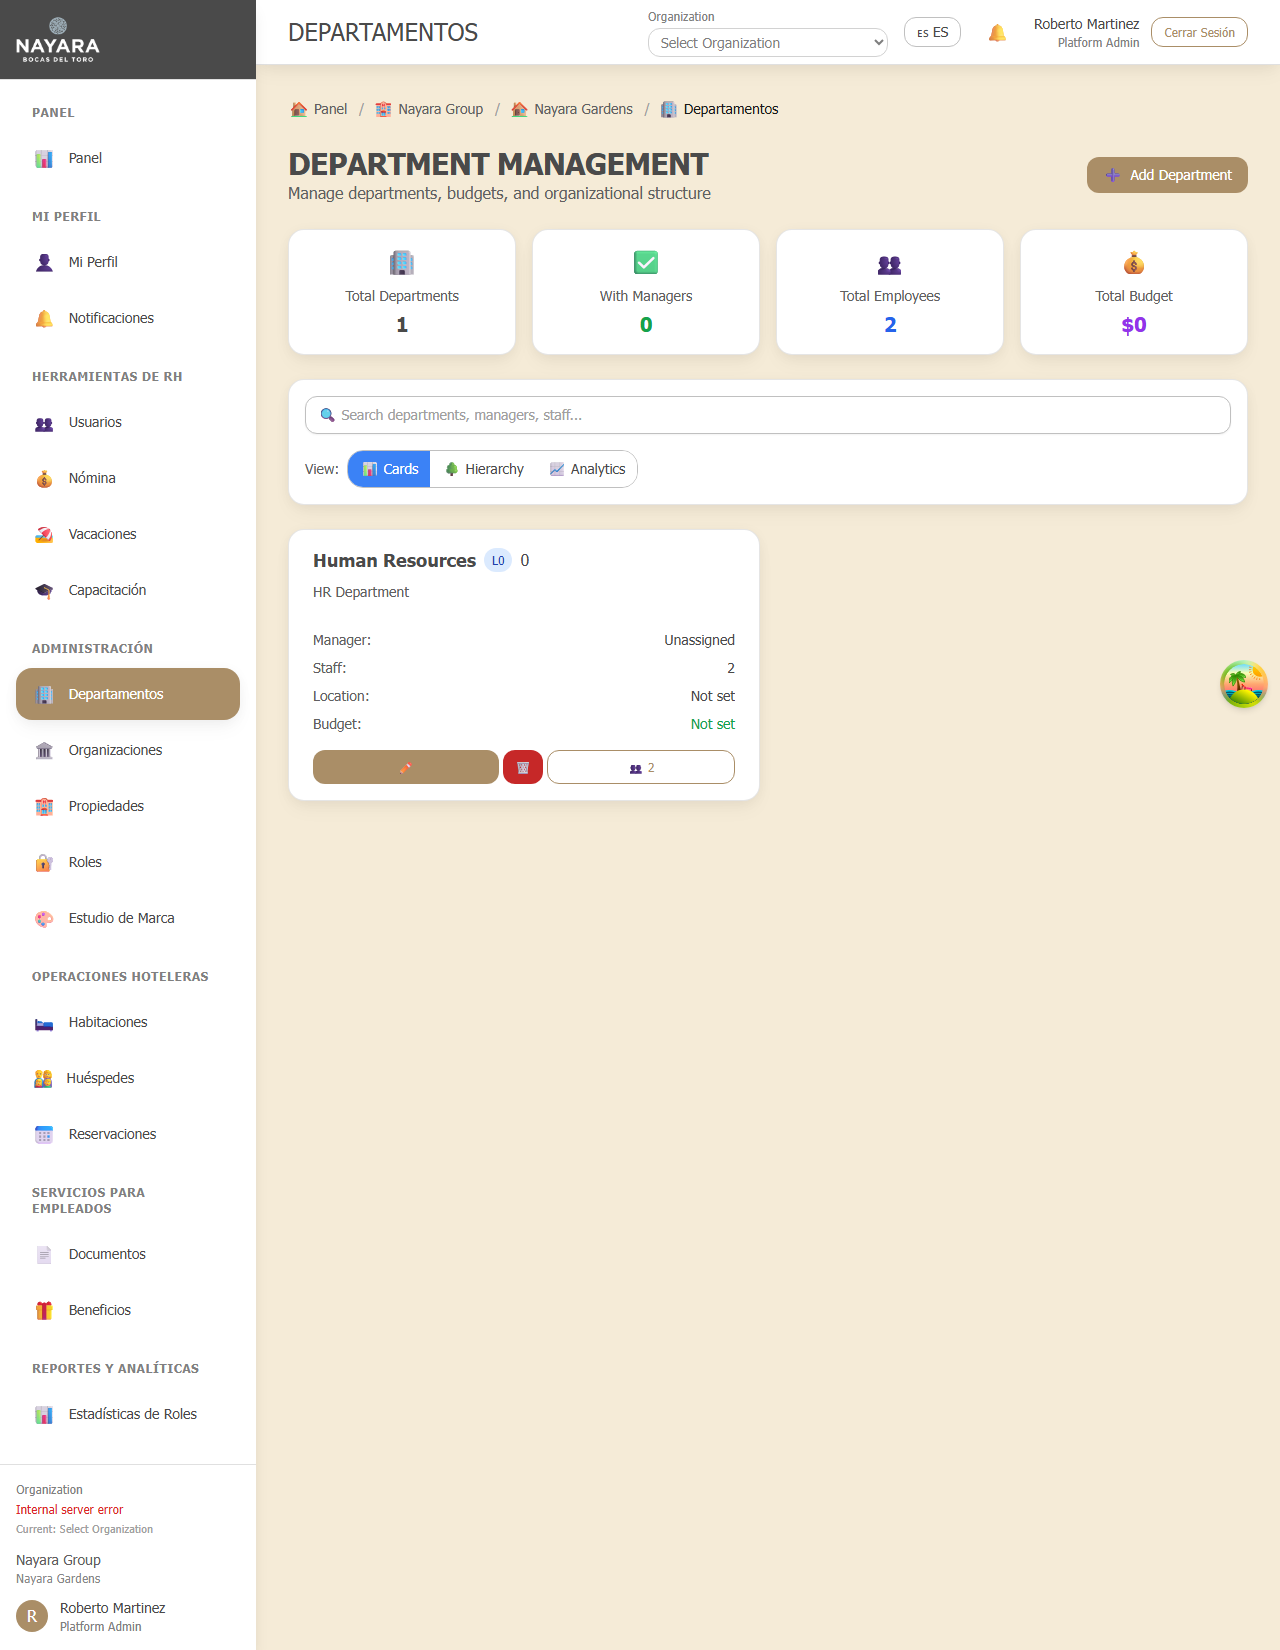 NAYARA
BOCAS DEL TORO
PANEL
Panel
MI PERFIL
Mi Perfil
Notificaciones
HERRAMIENTAS DE RH
Usuarios
Nómina
Vacaciones
Capacitación
ADMINISTRACIÓN
Departamentos
Organizaciones
Propiedades
Roles
Estudio de Marca
OPERACIONES HOTELERAS
Habitaciones
Huéspedes
Reservaciones
SERVICIOS PARA
EMPLEADOS
Documentos
Beneficios
REPORTES Y ANALÍTICAS
Estadísticas de Roles
Organization
Internal server error
Current: Select Organization
Nayara Group
Nayara Gardens
R
Roberto Martinez
Platform Admin
DEPARTAMENTOS
Organization
Select Organization
ES ES
Roberto Martinez
Platform Admin
Cerrar Sesión
Panel / Nayara Group / Nayara Gardens / Departamentos
DEPARTMENT MANAGEMENT
Manage departments, budgets, and organizational structure
Add Department
Total Departments
1
With Managers
0
Total Employees
2
Total Budget
$0
Search departments, managers, staff...
View: Cards Hierarchy Analytics
Human Resources L0 0
HR Department
Manager: Unassigned
Staff: 2
Location: Not set
Budget: Not set
2